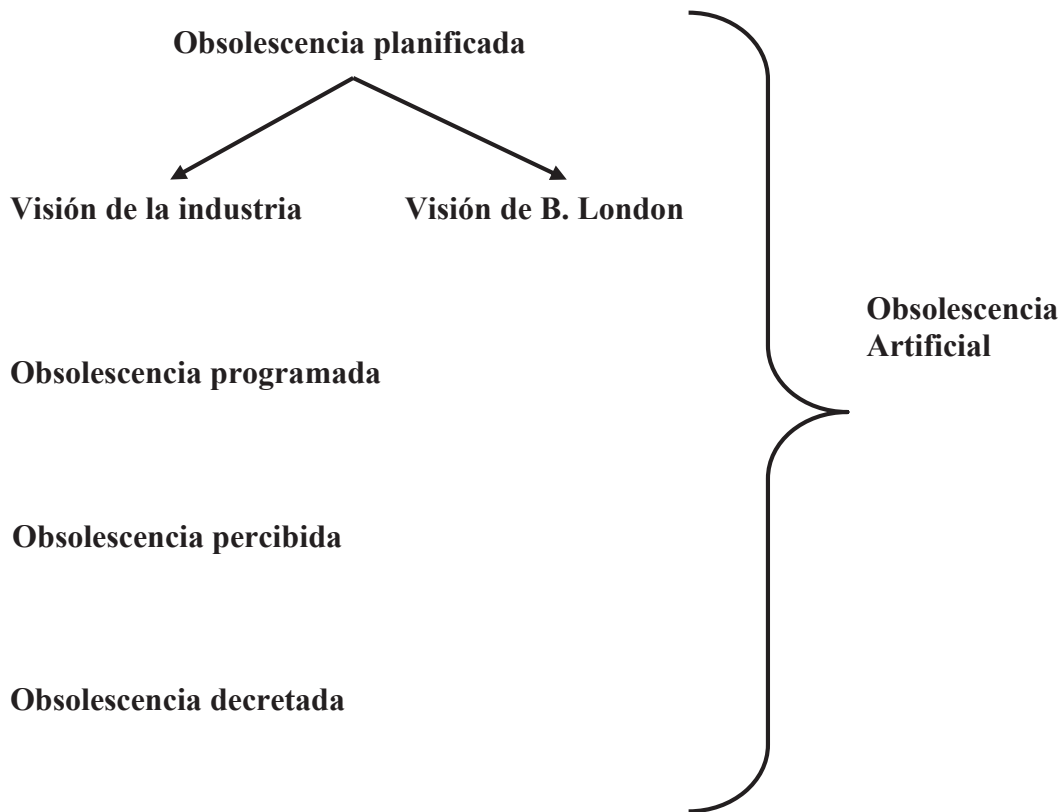 Obsolescencia planificada
Visión de la industria
Visión de B. London
Obsolescencia
Artificial
Obsolescencia programada
Obsolescencia percibida
Obsolescencia decretada